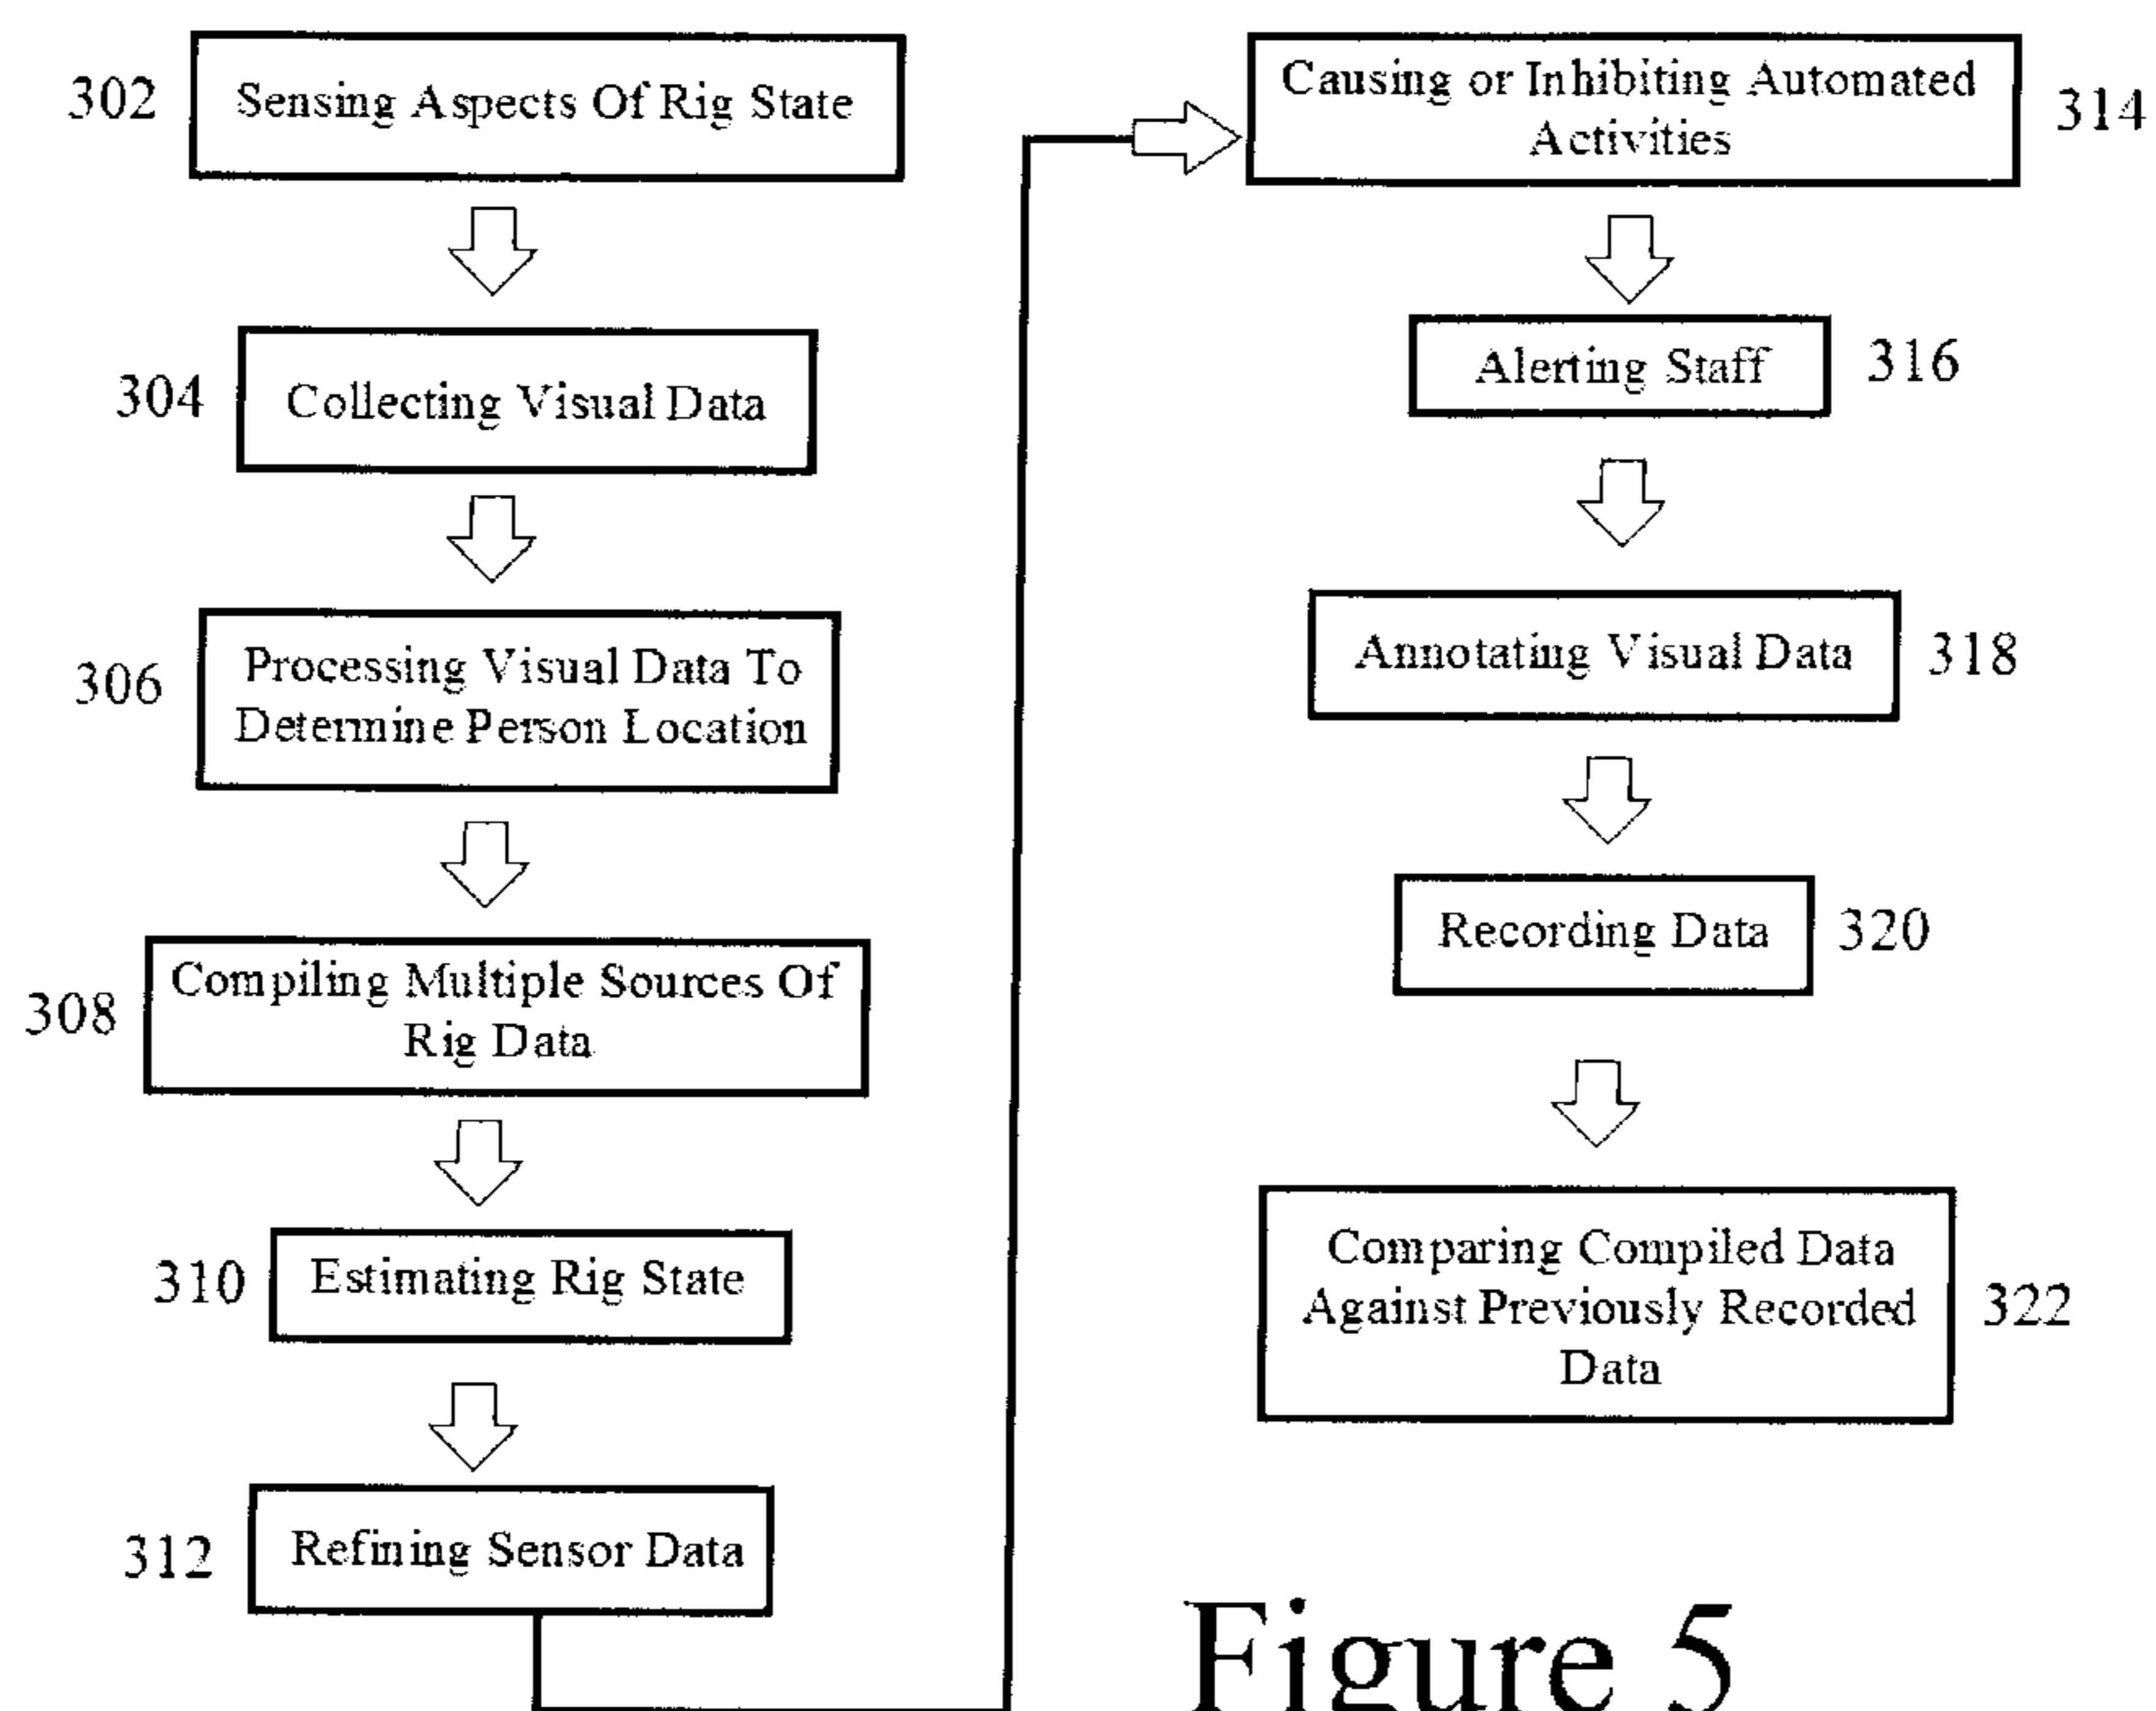 302 Sensing Aspects Of Rig State
304 Collecting Visual Data
306 Processing Visual Data To
Determine Person Location
308 Compiling Multiple Sources Of
Rig Data
310 Estimating Rig State
312 Refining Sensor Data
Causing or Inhibiting Automated
Activities 314
Alerting Staff 316
Annotating Visual Data 318
Recording Data 320
Comparing Compiled Data
Against Previously Recorded
Data 322
Figure 5